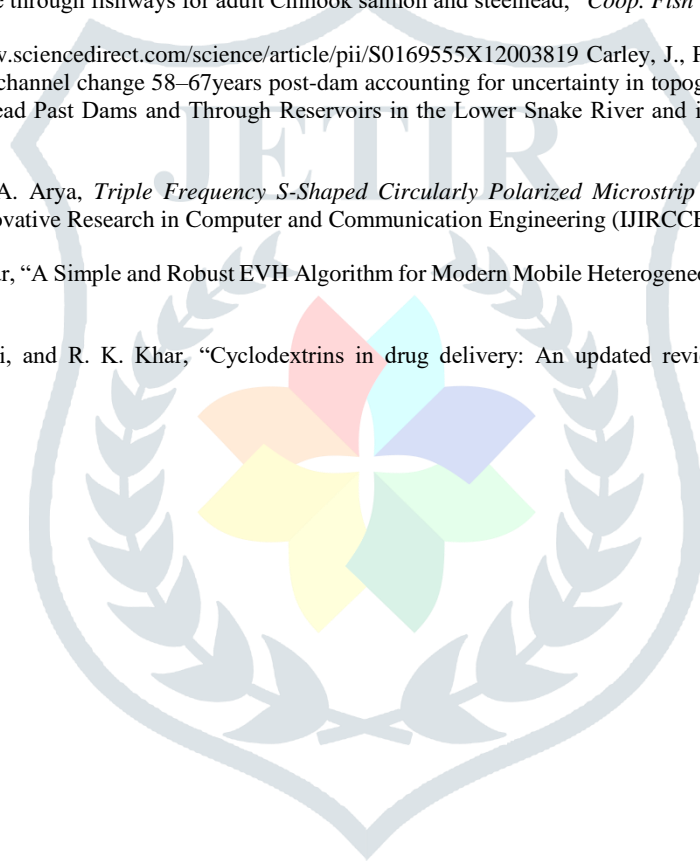 through fishways for adult Chinook salmon and steelhead," Coop. Fish
w.sciencedirect.com/science/article/pii/S0169555X12003819 Carley, J.,
channel change 58–67years post-dam accounting for uncertainty in topog
ead Past Dams and Through Reservoirs in the Lower Snake River and i
JETIR
A. Arya, Triple Frequency S-Shaped Circularly Polarized Microstrip
ovative Research in Computer and Communication Engineering (IJIRCCE
ar, “A Simple and Robust EVH Algorithm for Modern Mobile Heterogene
i, and R. K. Khar, “Cyclodextrins in drug delivery: An updated revi